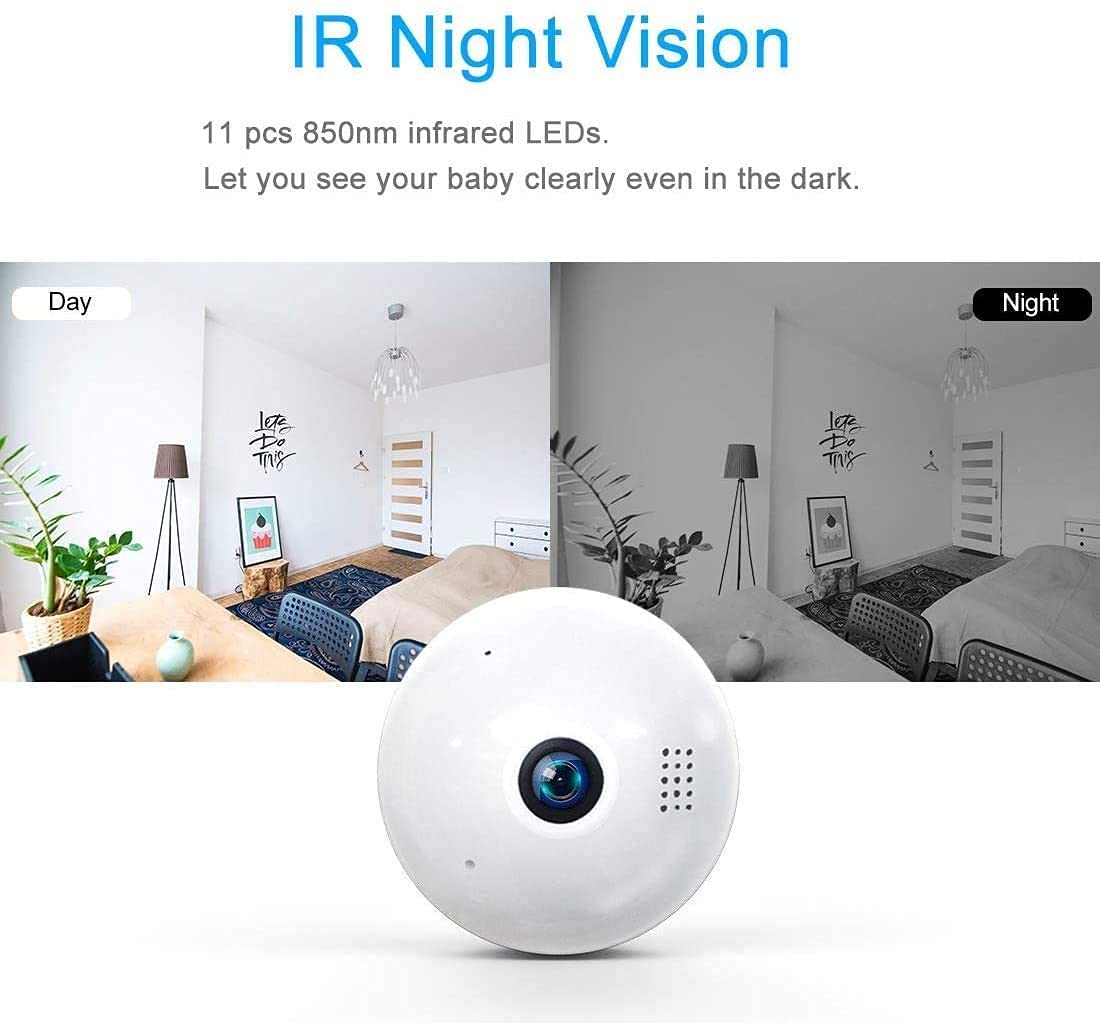 IR Night Vision
11 pcs 850nm infrared LEDs.
Let you see your baby clearly even in the dark.
Day
Night
Lets
Do
This
Lets
Do
This